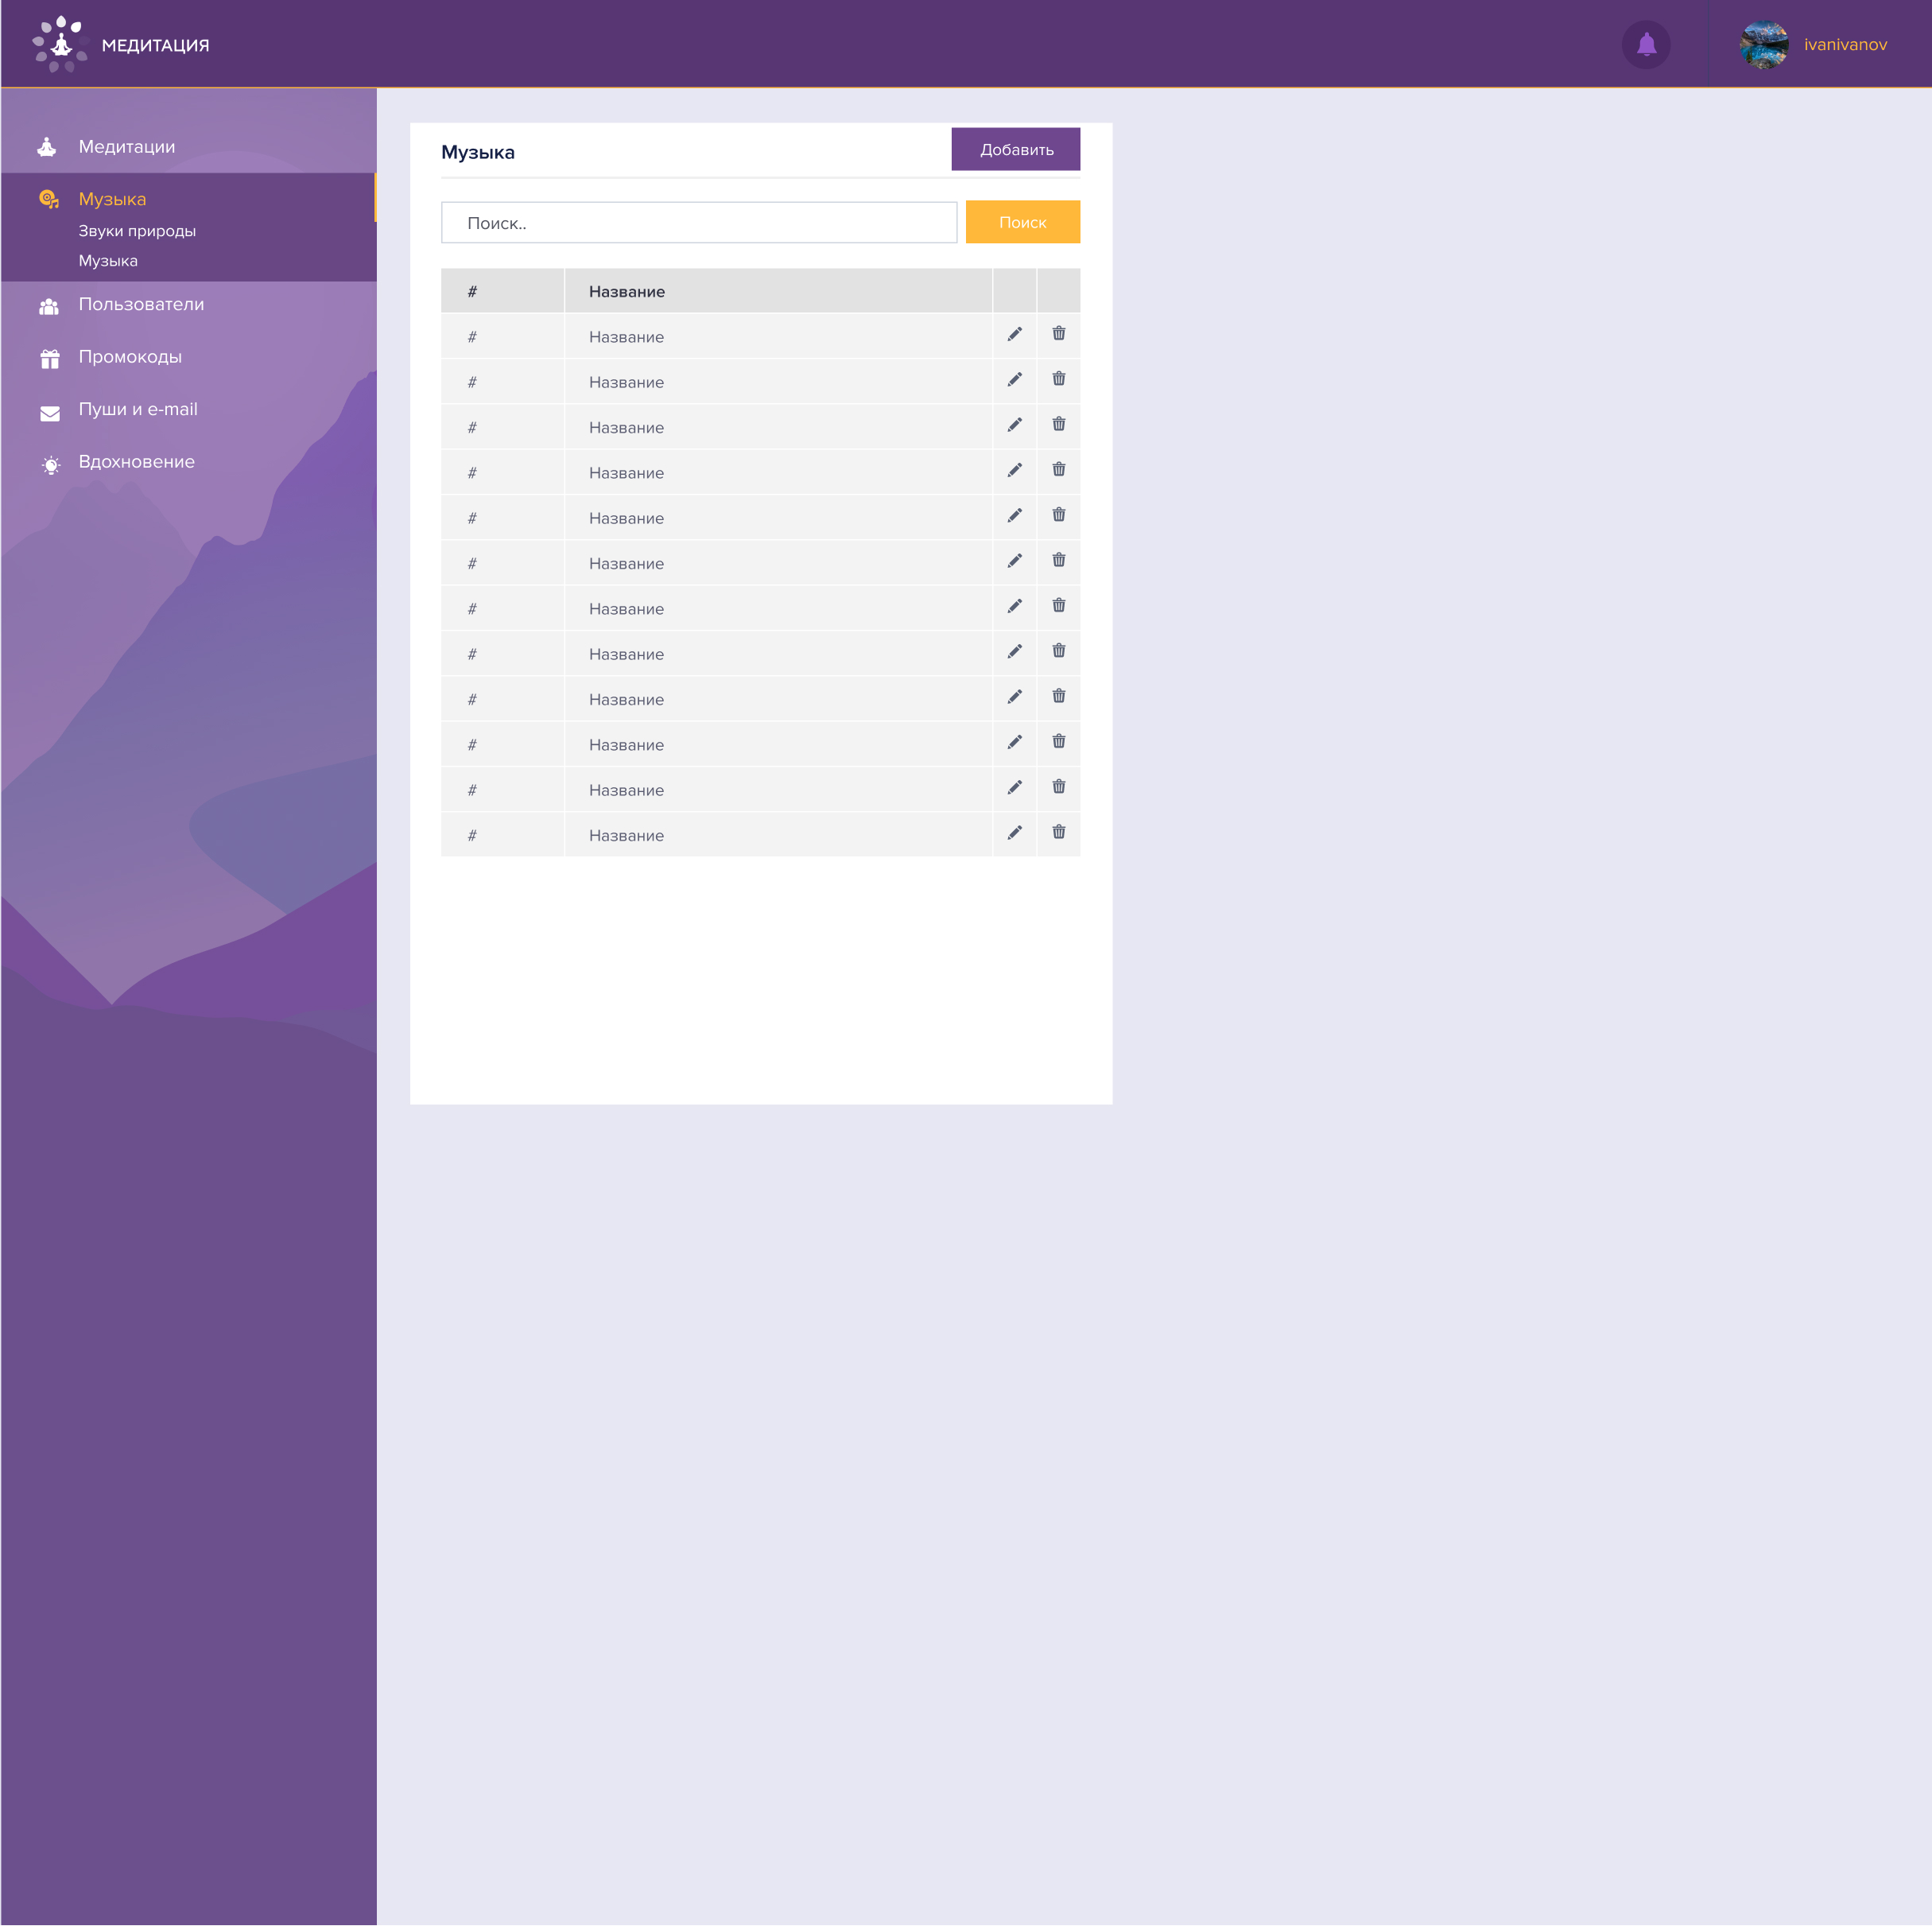 МЕДИТАЦИЯ
ivanivanov
Медитации
Музыка
Звуки природы
Музыка
Пользователи
Промокоды
Пуши и e-mail
Вдохновение
Музыка
Добавить
Поиск..
Поиск
# Название
# Название
# Название
# Название
# Название
# Название
# Название
# Название
# Название
# Название
# Название
# Название
# Название